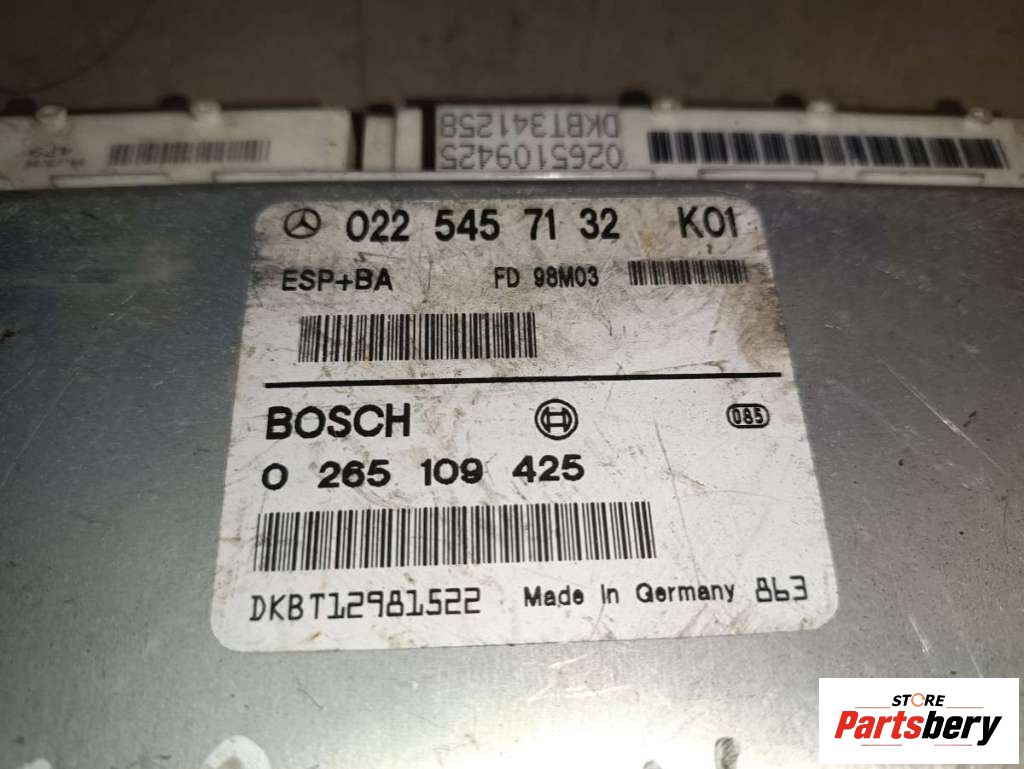 DKBT341258
0265109425
022 545 71 32 K01
ESP+BA FD 98M03
BOSCH
085
0 265 109 425
DKBT12981522 Made In Germany 863
STORE
Partsbery